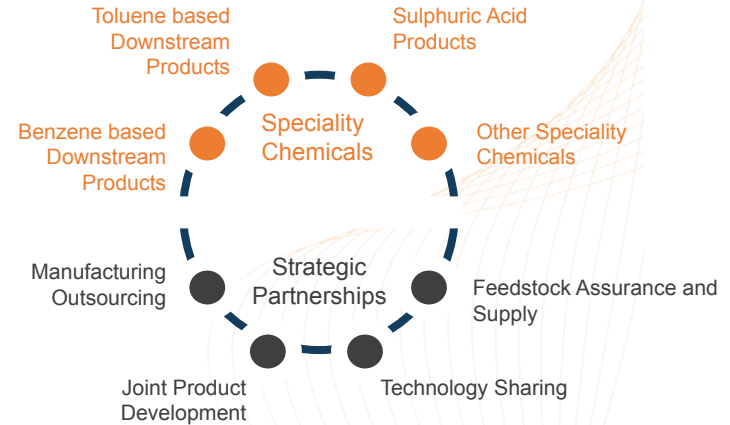 Toluene based
Downstream
Products
Sulphuric Acid
Products
Benzene based
Downstream
Products
Speciality
Chemicals
Other Speciality
Chemicals
Manufacturing
Outsourcing
Strategic
Partnerships
Feedstock Assurance and
Supply
Joint Product
Development
Technology Sharing